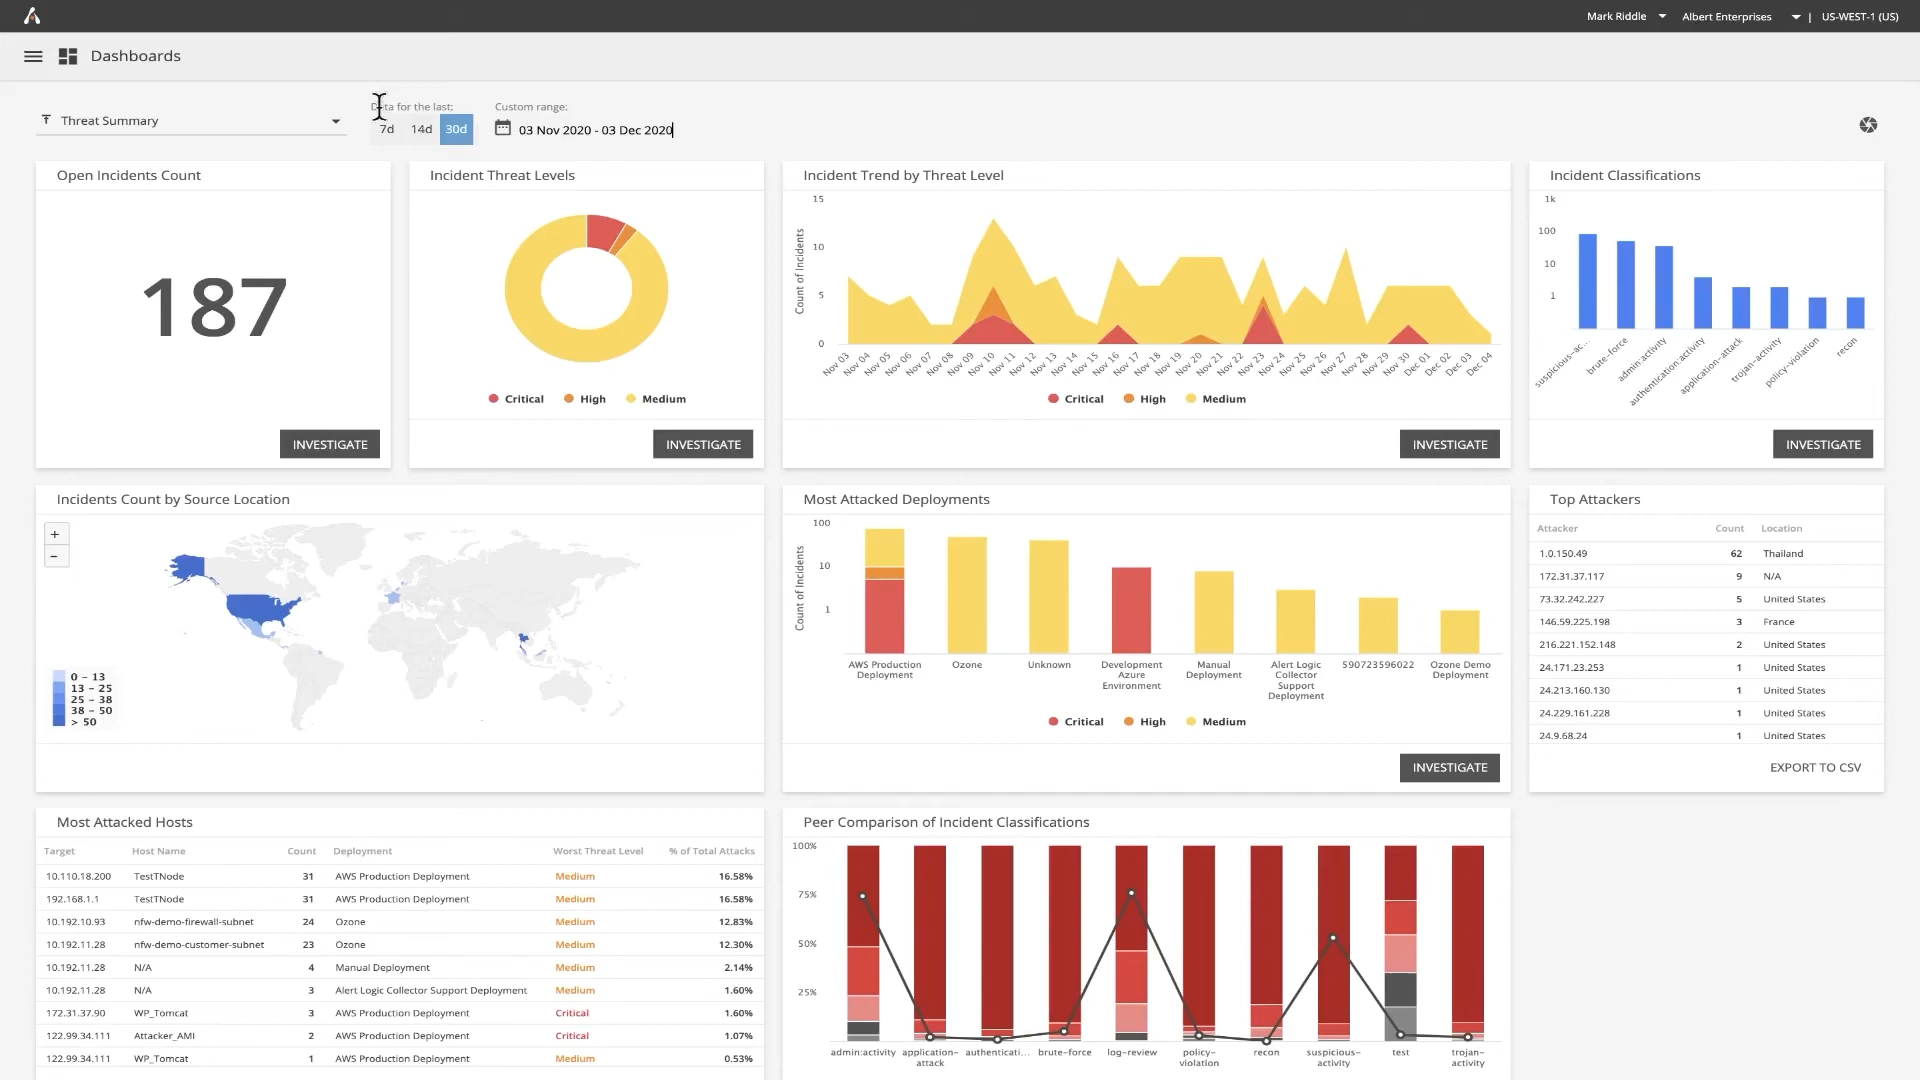 Mark Riddle Albert Enterprises | US-WEST-1 (US)
Dashboards
Threat Summary
Data for the last:
7d 14d 30d
Custom range:
03 Nov 2020 - 03 Dec 2020
Open Incidents Count
187
INVESTIGATE
Incident Threat Levels
Critical High Medium
INVESTIGATE
Incident Trend by Threat Level
Count of Incidents
15
10
5
0
Nov 03 Nov 04 Nov 05 Nov 06 Nov 07 Nov 08 Nov 09 Nov 10 Nov 11 Nov 12 Nov 13 Nov 14 Nov 15 Nov 16 Nov 17 Nov 18 Nov 19 Nov 20 Nov 21 Nov 22 Nov 23 Nov 24 Nov 25 Nov 26 Nov 27 Nov 28 Nov 29 Nov 30 Dec 01 Dec 02 Dec 03 Dec 04
Critical High Medium
INVESTIGATE
Incident Classifications
1k
100
10
1
suspicious-ac... brute-force admin:activity authentication:activity application-attack trojan-activity policy-violation recon
INVESTIGATE
Incidents Count by Source Location
+
−
0 - 13
13 - 25
25 - 38
38 - 50
> 50
Most Attacked Deployments
Count of Incidents
100
10
1
AWS Production Deployment
Ozone
Unknown
Development Azure Environment
Manual Deployment
Alert Logic Collector Support Deployment
590723596022
Ozone Demo Deployment
Critical High Medium
INVESTIGATE
Top Attackers
Attacker Count Location
1.0.150.49 62 Thailand
172.31.37.117 9 N/A
73.32.242.227 5 United States
146.59.225.198 3 France
216.221.152.148 2 United States
24.171.23.253 1 United States
24.213.160.130 1 United States
24.229.161.228 1 United States
24.9.68.24 1 United States
EXPORT TO CSV
Most Attacked Hosts
Target Host Name Count Deployment Worst Threat Level % of Total Attacks
10.110.18.200 TestTNode 31 AWS Production Deployment Medium 16.58%
192.168.1.1 TestTNode 31 AWS Production Deployment Medium 16.58%
10.192.10.93 nfw-demo-firewall-subnet 24 Ozone Medium 12.83%
10.192.11.28 nfw-demo-customer-subnet 23 Ozone Medium 12.30%
10.192.11.28 N/A 4 Manual Deployment Medium 2.14%
10.192.11.28 N/A 3 Alert Logic Collector Support Deployment Medium 1.60%
172.31.37.90 WP_Tomcat 3 AWS Production Deployment Critical 1.60%
122.99.34.111 Attacker_AMI 2 AWS Production Deployment Critical 1.07%
122.99.34.111 WP_Tomcat 1 AWS Production Deployment Medium 0.53%
Peer Comparison of Incident Classifications
100%
75%
50%
25%
admin:activity
application-attack
authenticati...
brute-force
log-review
policy-violation
recon
suspicious-activity
test
trojan-activity